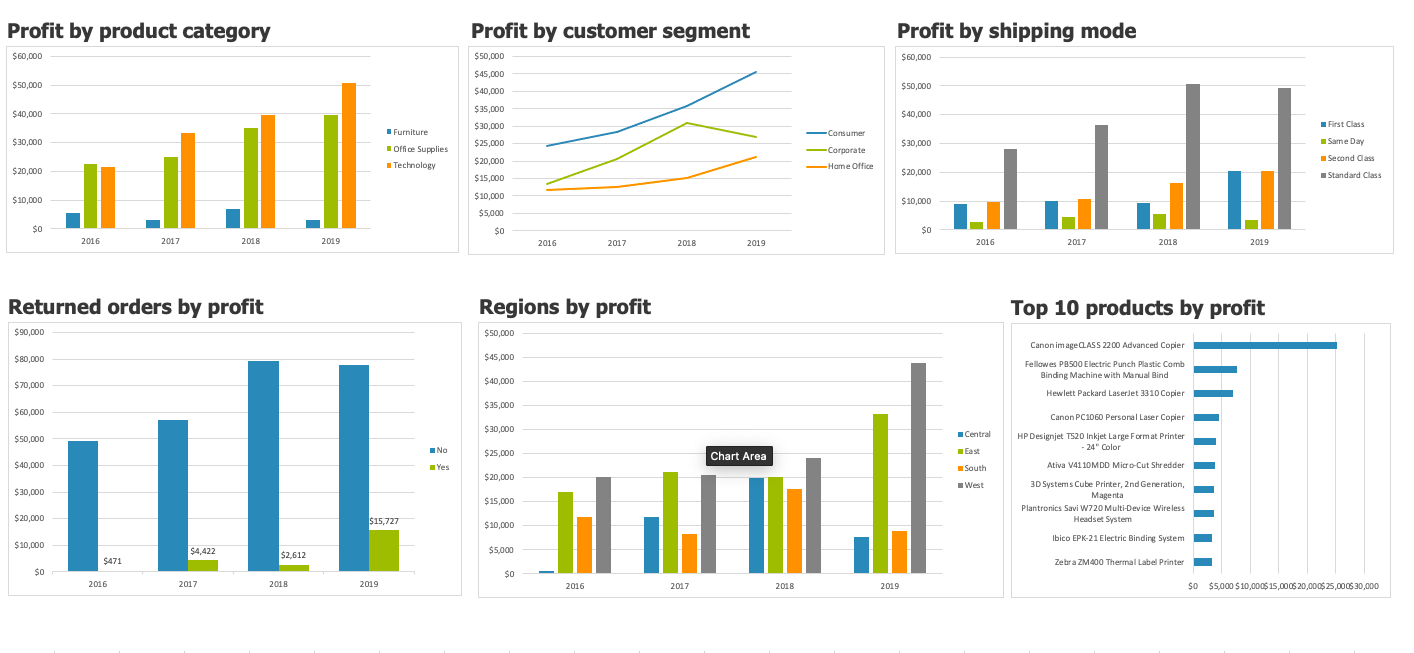 Profit by product category
$60,000
$50,000
$40,000
$30,000
$20,000
$10,000
$0
2016 2017 2018 2019
Furniture
Office Supplies
Technology
Profit by customer segment
$50,000
$45,000
$40,000
$35,000
$30,000
$25,000
$20,000
$15,000
$10,000
$5,000
$0
2016 2017 2018 2019
Consumer
Corporate
Home Office
Profit by shipping mode
$60,000
$50,000
$40,000
$30,000
$20,000
$10,000
$0
2016 2017 2018 2019
First Class
Same Day
Second Class
Standard Class
Returned orders by profit
$90,000
$80,000
$70,000
$60,000
$50,000
$40,000
$30,000
$20,000
$10,000
$0
$471
$4,422
$2,612
$15,727
2016 2017 2018 2019
No
Yes
Regions by profit
$50,000
$45,000
$40,000
$35,000
$30,000
$25,000
$20,000
$15,000
$10,000
$5,000
$0
Chart Area
2016 2017 2018 2019
Central
East
South
West
Top 10 products by profit
Canon imageCLASS 2200 Advanced Copier
Fellowes PB500 Electric Punch Plastic Comb
Binding Machine with Manual Bind
Hewlett Packard LaserJet 3310 Copier
Canon PC1060 Personal Laser Copier
HP Designjet T520 Inkjet Large Format Printer
- 24" Color
Ativa V4110MDD Micro-Cut Shredder
3D Systems Cube Printer, 2nd Generation,
Magenta
Plantronics Savi W720 Multi-Device Wireless
Headset System
Ibico EPK-21 Electric Binding System
Zebra ZM400 Thermal Label Printer
$0 $5,000 $10,000 $15,000 $20,000 $25,000 $30,000